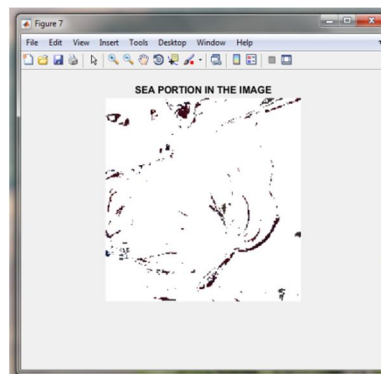 Figure 7
File Edit View Insert Tools Desktop Window Help
SEA PORTION IN THE IMAGE